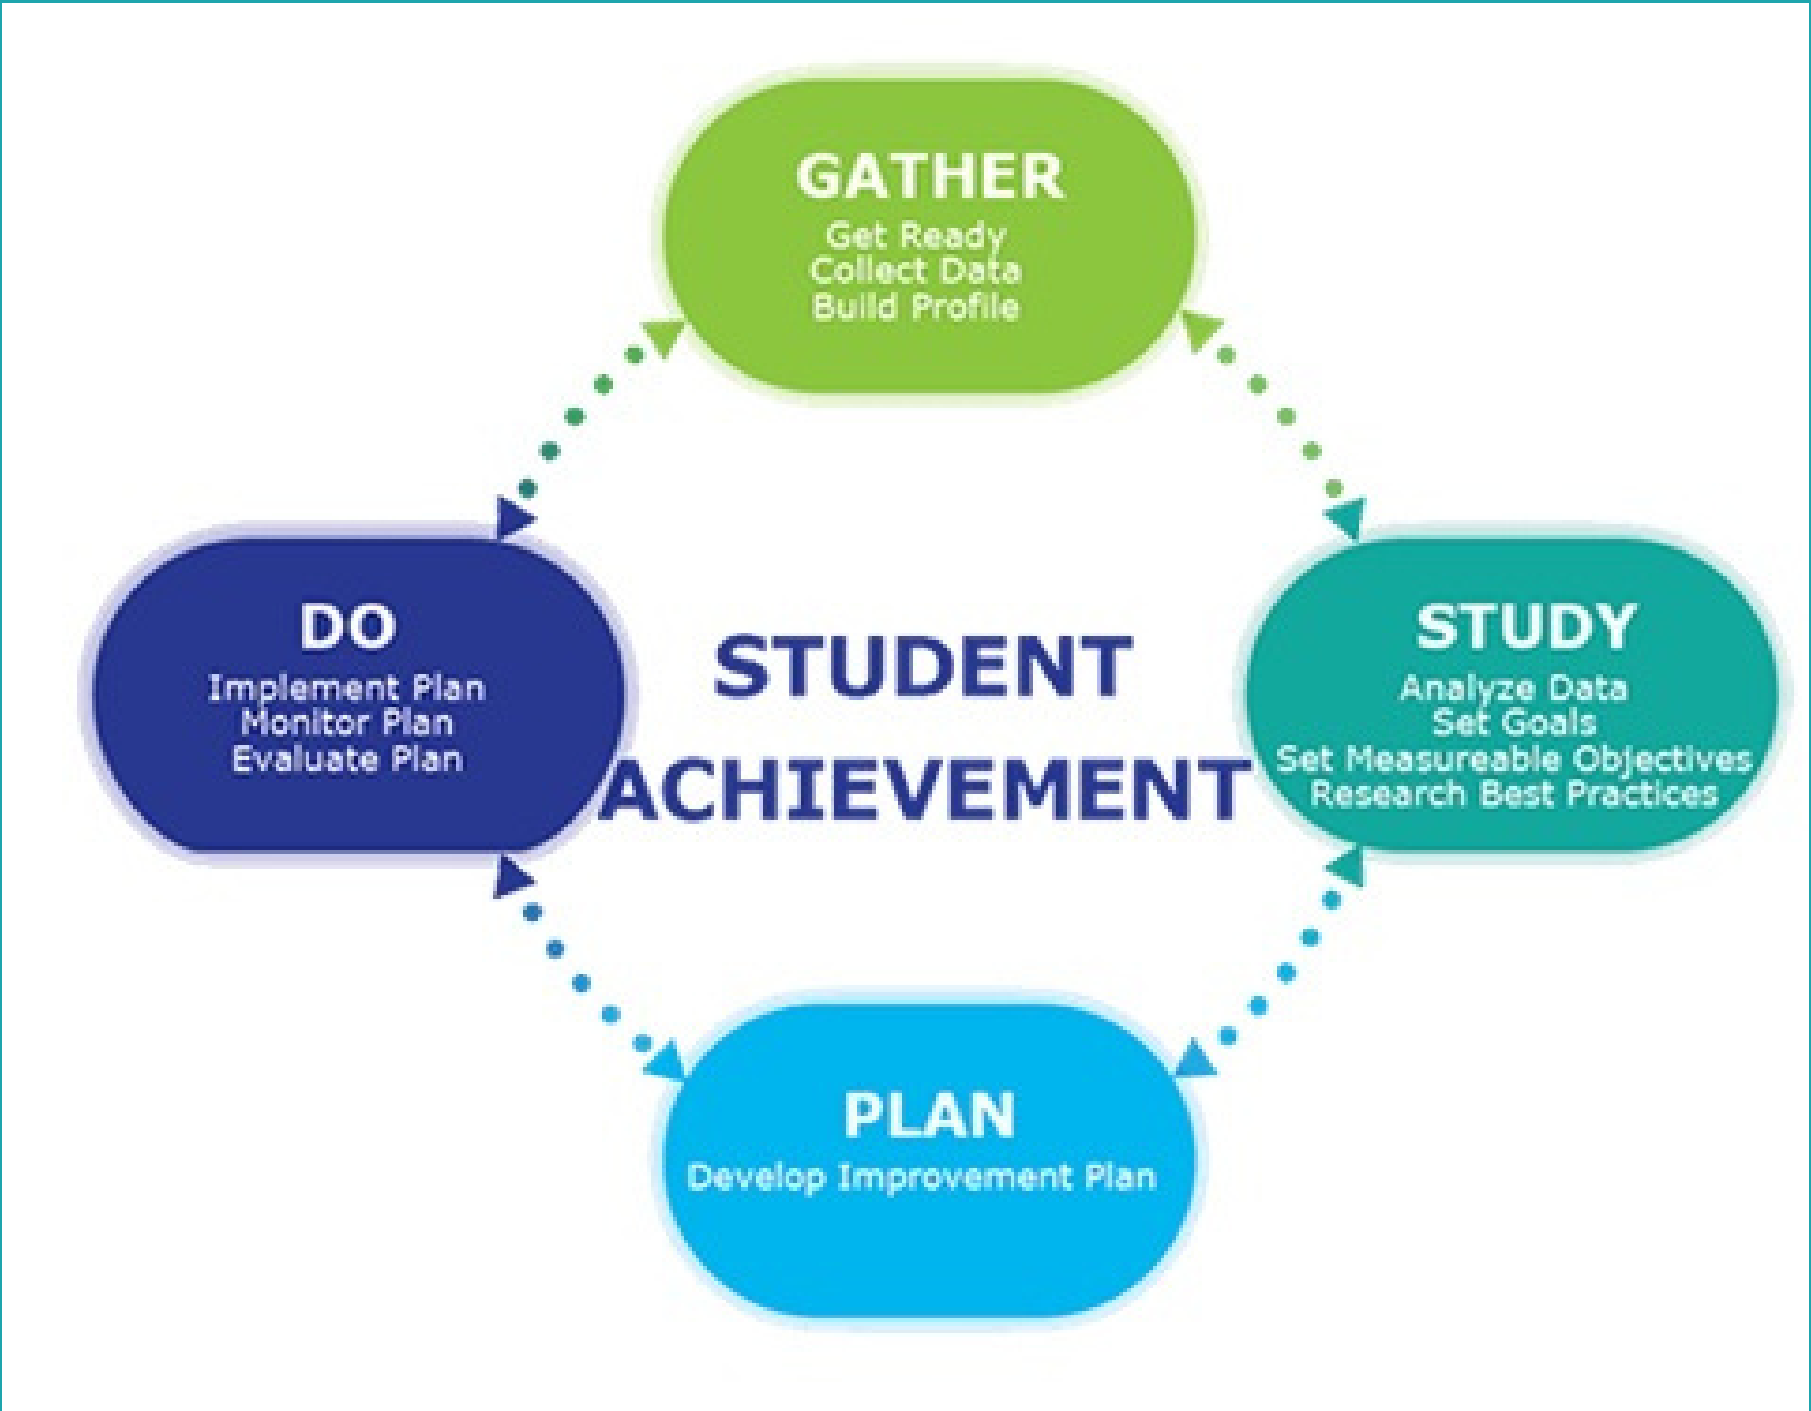 GATHER
Get Ready
Collect Data
Build Profile
DO
Implement Plan
Monitor Plan
Evaluate Plan
STUDENT
ACHIEVEMENT
STUDY
Analyze Data
Set Goals
Set Measureable Objectives
Research Best Practices
PLAN
Develop Improvement Plan